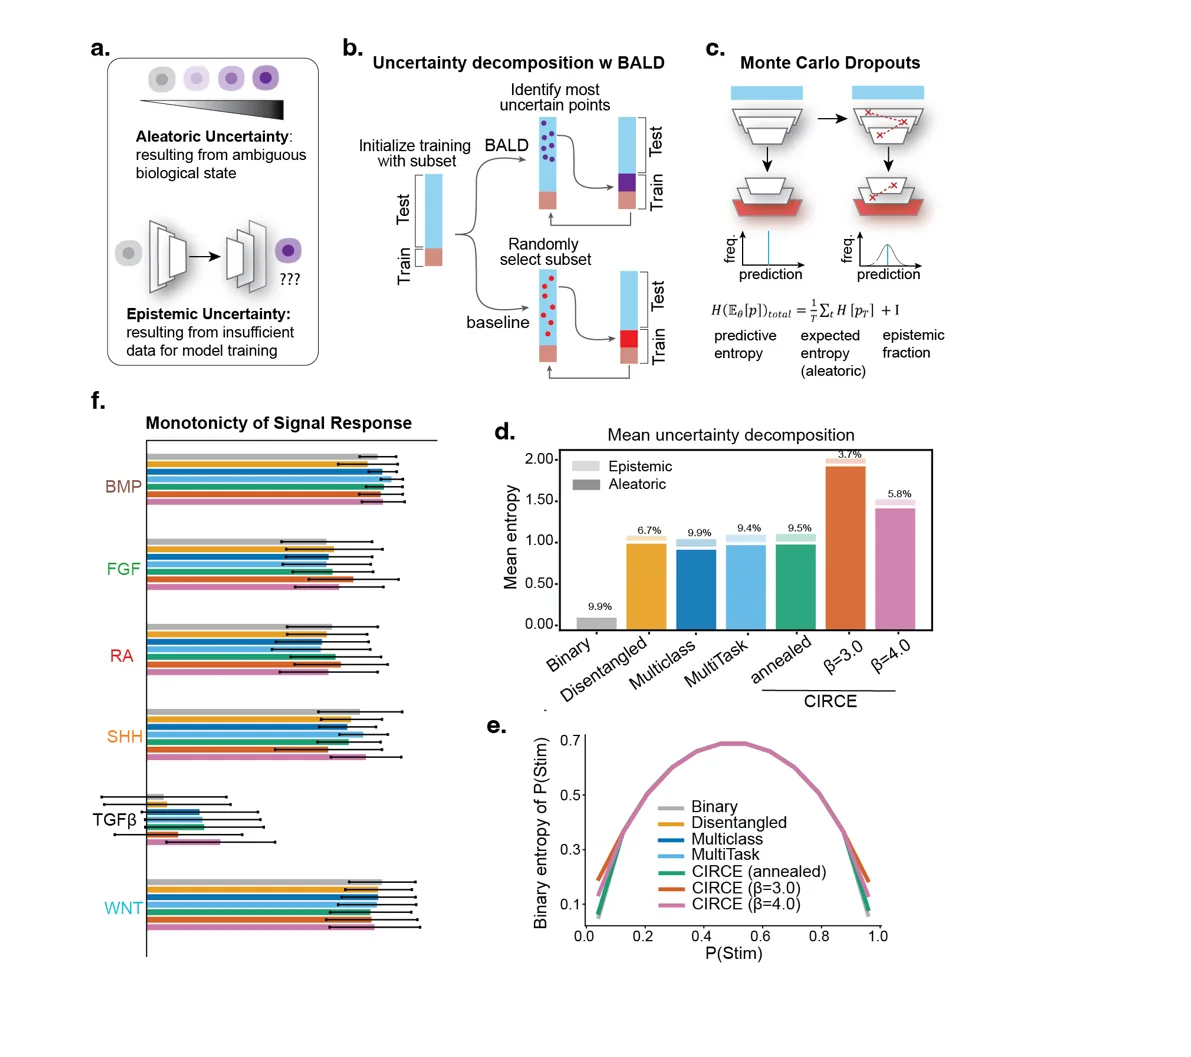 a.
Aleatoric Uncertainty:
resulting from ambiguous
biological state
???
Epistemic Uncertainty:
resulting from insufficient
data for model training
b.
Uncertainty decomposition w BALD
Identify most
uncertain points
Initialize training
with subset
BALD
Test
Train
Test
Train
Randomly
select subset
baseline
Test
Train
c.
Monte Carlo Dropouts
freq.
prediction
freq.
prediction
H(𝔼θ[p])total = 1/T ∑t H [pT] + I
predictive
entropy
expected
entropy
(aleatoric)
epistemic
fraction
f.
Monotonicty of Signal Response
BMP
FGF
RA
SHH
TGFβ
WNT
d.
Mean uncertainty decomposition
Mean entropy
2.00
1.50
1.00
0.50
0.00
Epistemic
Aleatoric
9.9%
6.7%
9.9%
9.4%
9.5%
3.7%
5.8%
Binary
Disentangled
Multiclass
MultiTask
annealed
β=3.0
β=4.0
CIRCE
e.
Binary entropy of P(Stim)
0.7
0.5
0.3
0.1
Binary
Disentangled
Multiclass
MultiTask
CIRCE (annealed)
CIRCE (β=3.0)
CIRCE (β=4.0)
0.0 0.2 0.4 0.6 0.8 1.0
P(Stim)